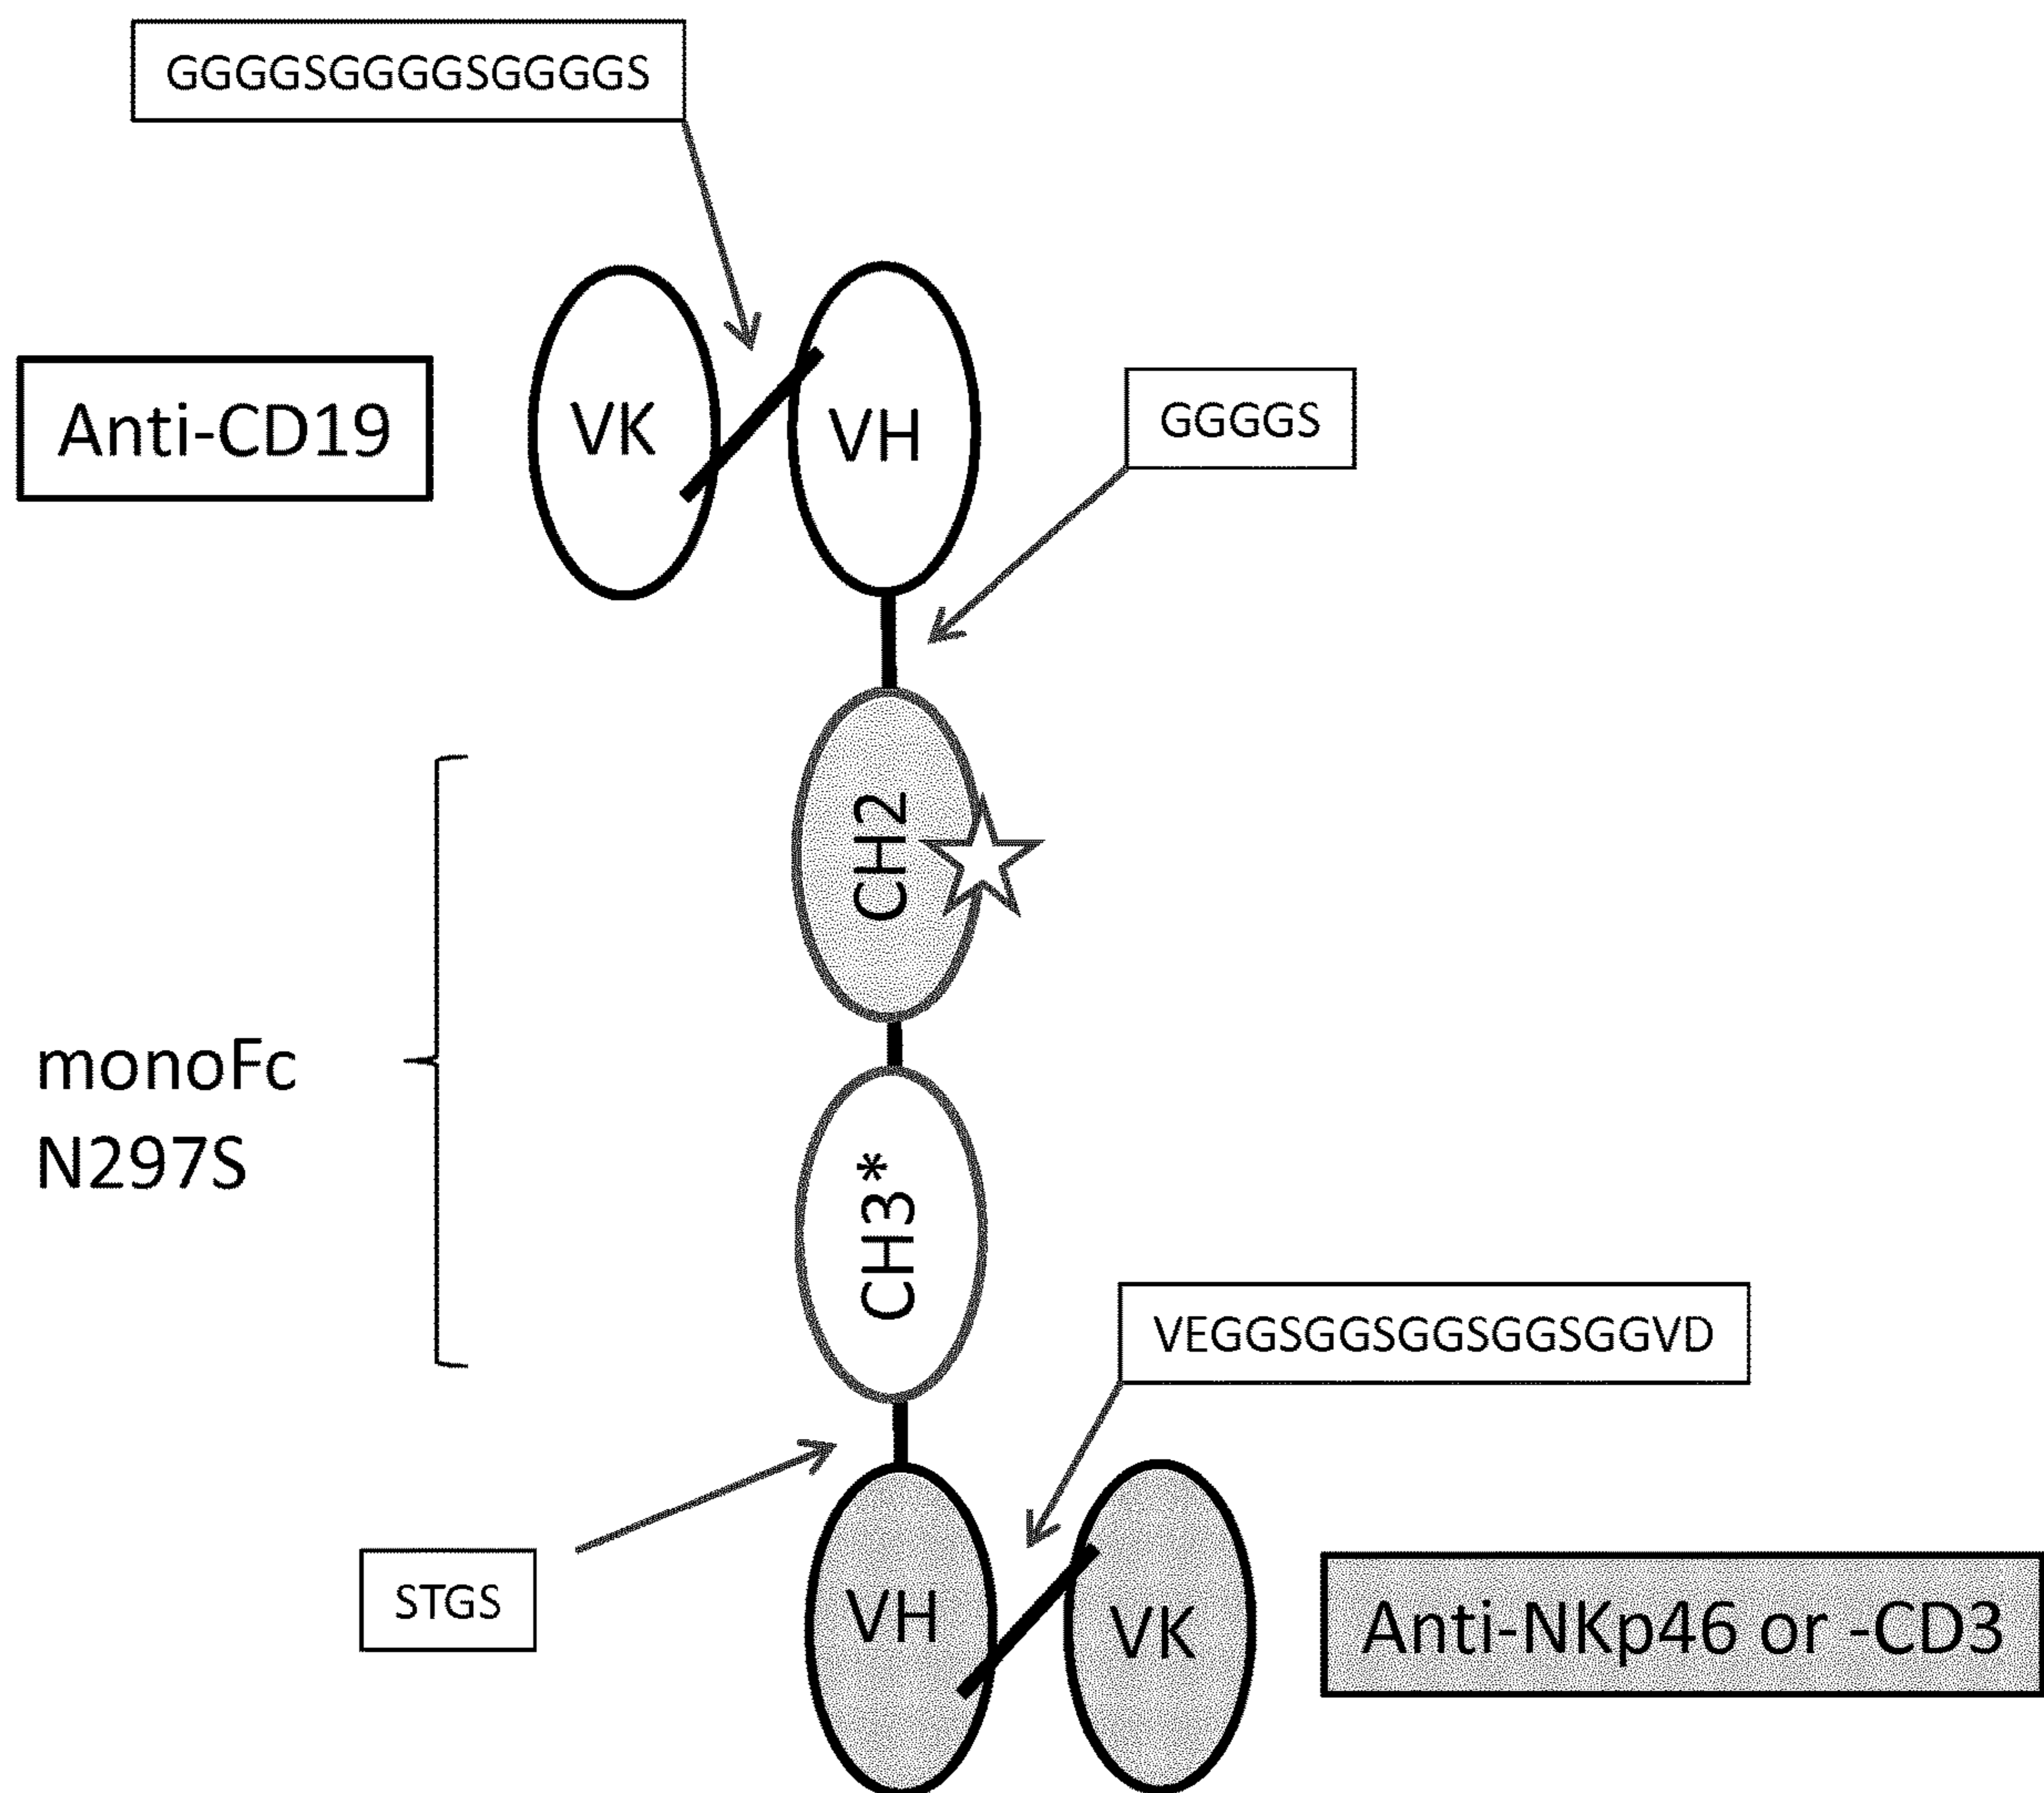 GGGGSGGGGSGGGGS
Anti-CD19
VK
VH
GGGGS
CH2
monoFc
N297S
CH3*
VEGGSGGSGGSGGSGGVD
STGS
VH
VK
Anti-NKp46 or -CD3